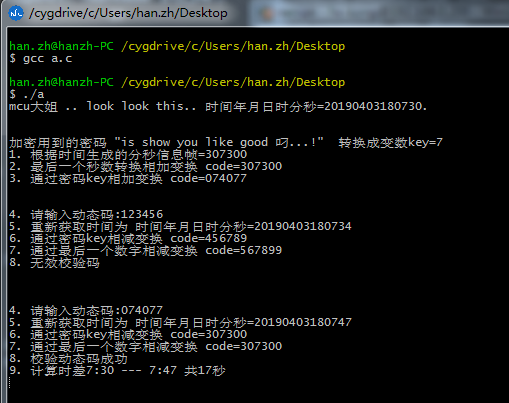 /cygdrive/c/Users/han.zh/Desktop
han.zh@hanzh-PC /cygdrive/c/Users/han.zh/Desktop
$ gcc a.c
han.zh@hanzh-PC /cygdrive/c/Users/han.zh/Desktop
$ ./a
mcu大姐 .. look look this.. 时间年月日时分秒=20190403180730.
加密用到的密码 "is show you like good 叼...!"  转换成变数key=7
1. 根据时间生成的分秒信息帧=307300
2. 最后一个秒数转换相加变换 code=307300
3. 通过密码key相加变换 code=074077
4. 请输入动态码:123456
5. 重新获取时间为 时间年月日时分秒=20190403180734
6. 通过密码key相减变换 code=456789
7. 通过最后一个数字相减变换 code=567899
8. 无效校验码
4. 请输入动态码:074077
5. 重新获取时间为 时间年月日时分秒=20190403180747
6. 通过密码key相减变换 code=307300
7. 通过最后一个数字相减变换 code=307300
8. 校验动态码成功
9. 计算时差7:30 --- 7:47 共17秒